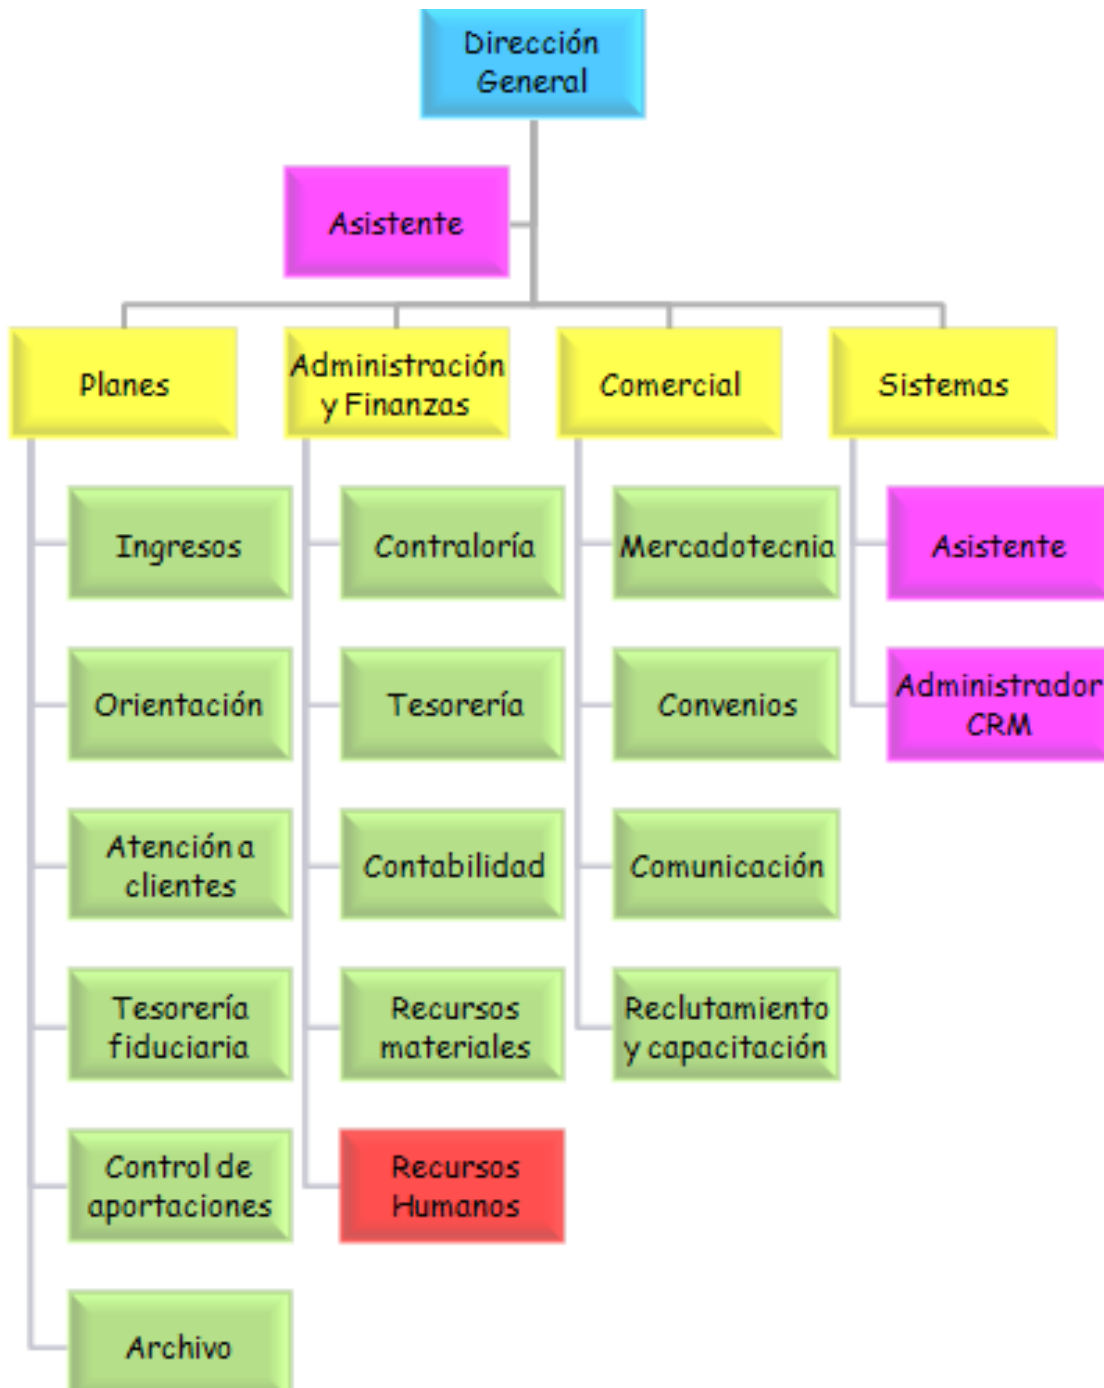 Dirección
General
Asistente
Planes
Administración
y Finanzas
Comercial
Sistemas
Ingresos
Contraloría
Mercadotecnia
Asistente
Orientación
Tesorería
Convenios
Administrador
CRM
Atención a
clientes
Contabilidad
Comunicación
Tesorería
fiduciaria
Recursos
materiales
Reclutamiento
y capacitación
Control de
aportaciones
Recursos
Humanos
Archivo